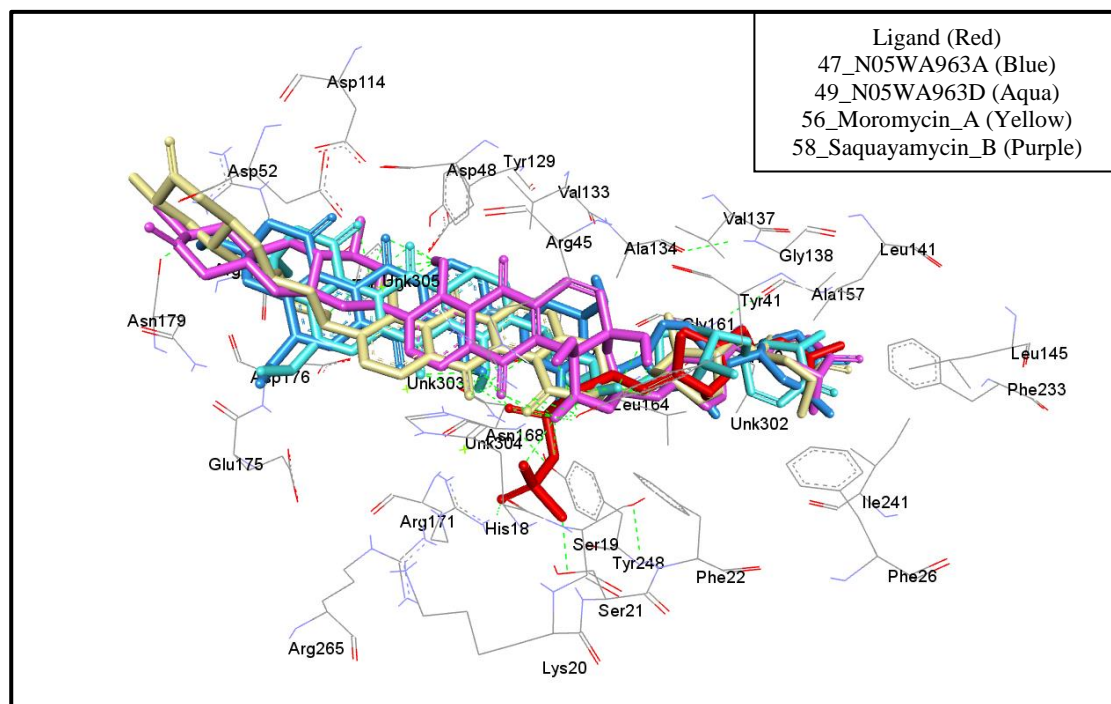 Ligand (Red)
47_N05WA963A (Blue)
49_N05WA963D (Aqua)
56_Moromycin_A (Yellow)
58_Saquayamycin_B (Purple)
Asp114
Asp52
Asp48
Tyr129
Val133
Arg45
Ala134
Val137
Gly138
Leu141
Unk305
Tyr41
Ala157
Asn179
Gly161
Leu145
Asp176
Unk303
Phe233
Leu164
Unk302
Asn168
Unk304
Glu175
Ile241
Arg171
His18
Ser19
Tyr248
Phe22
Phe26
Ser21
Arg265
Lys20